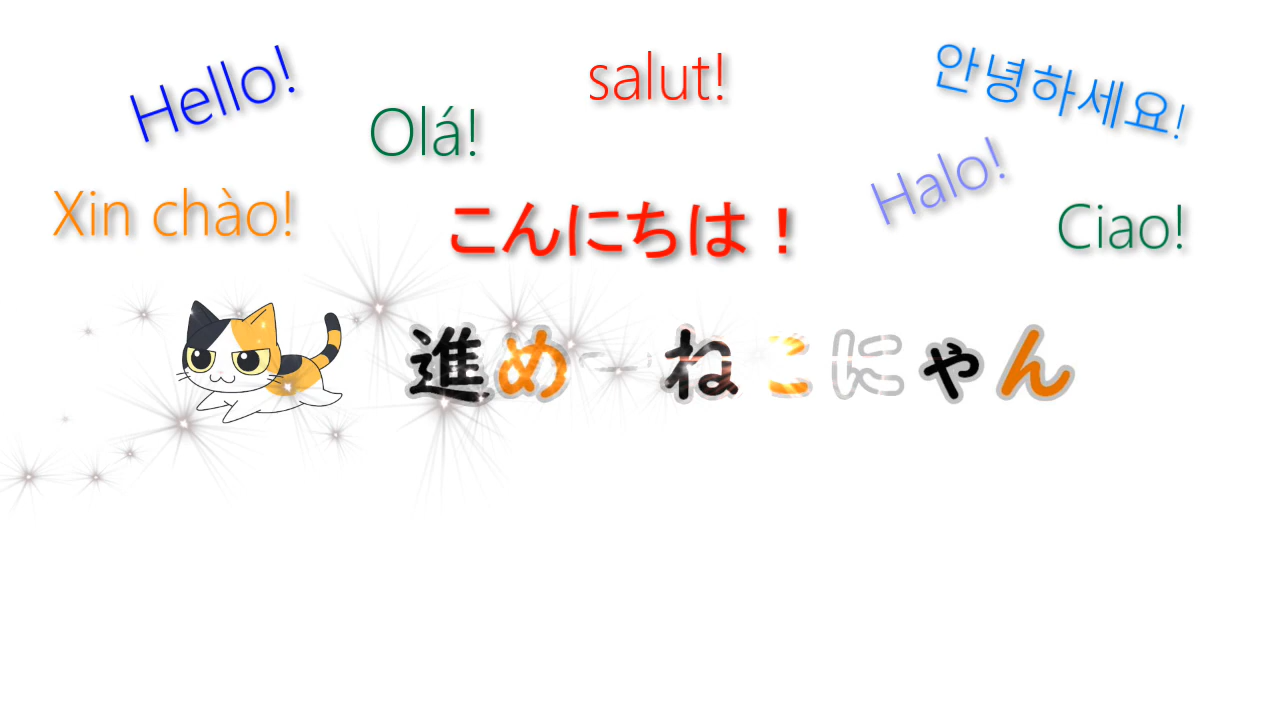 Hello!
Olá!
salut!
안녕하세요!
Xin chào!
こんにちは！
Halo!
Ciao!
進め ねこにゃん